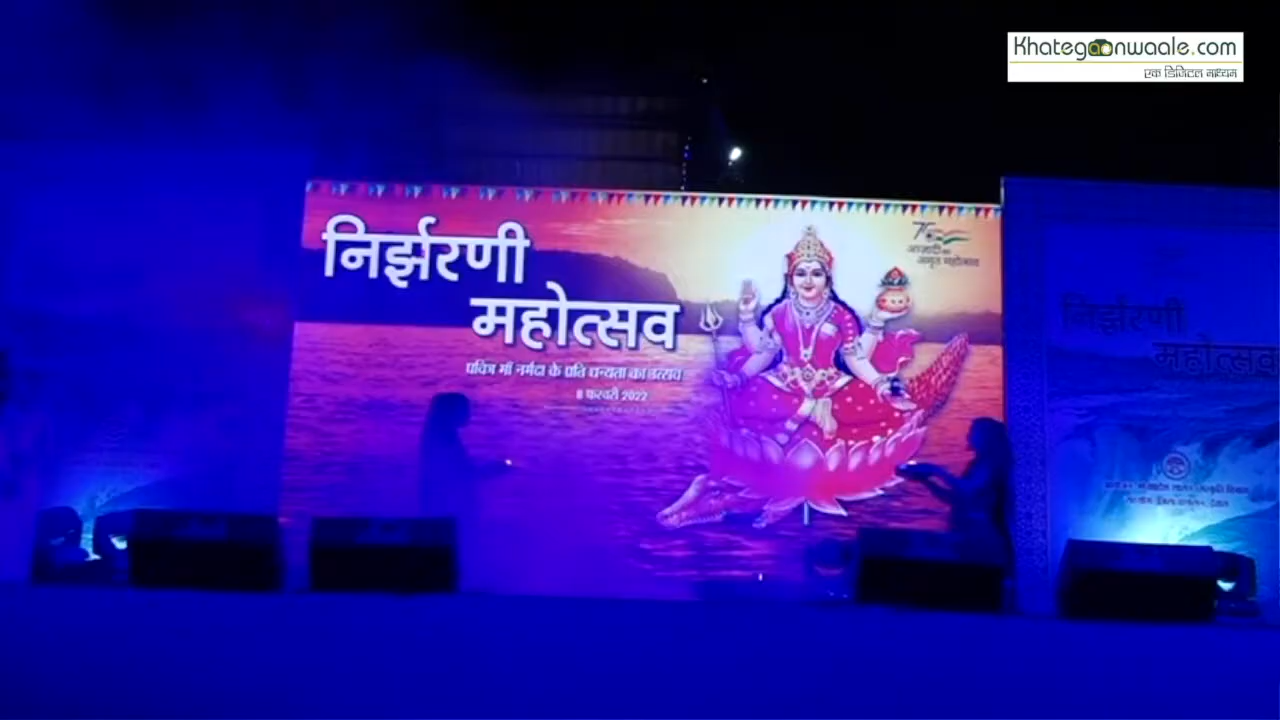 Khategaonwaale.com
एक डिजिटल माध्यम
निर्झरणी
महोत्सव
पवित्र माँ नर्मदा के प्रति धन्यता का उत्सव
8 फरवरी 2022
आज़ादी का
अमृत महोत्सव
निर्झरणी
महोत्सव